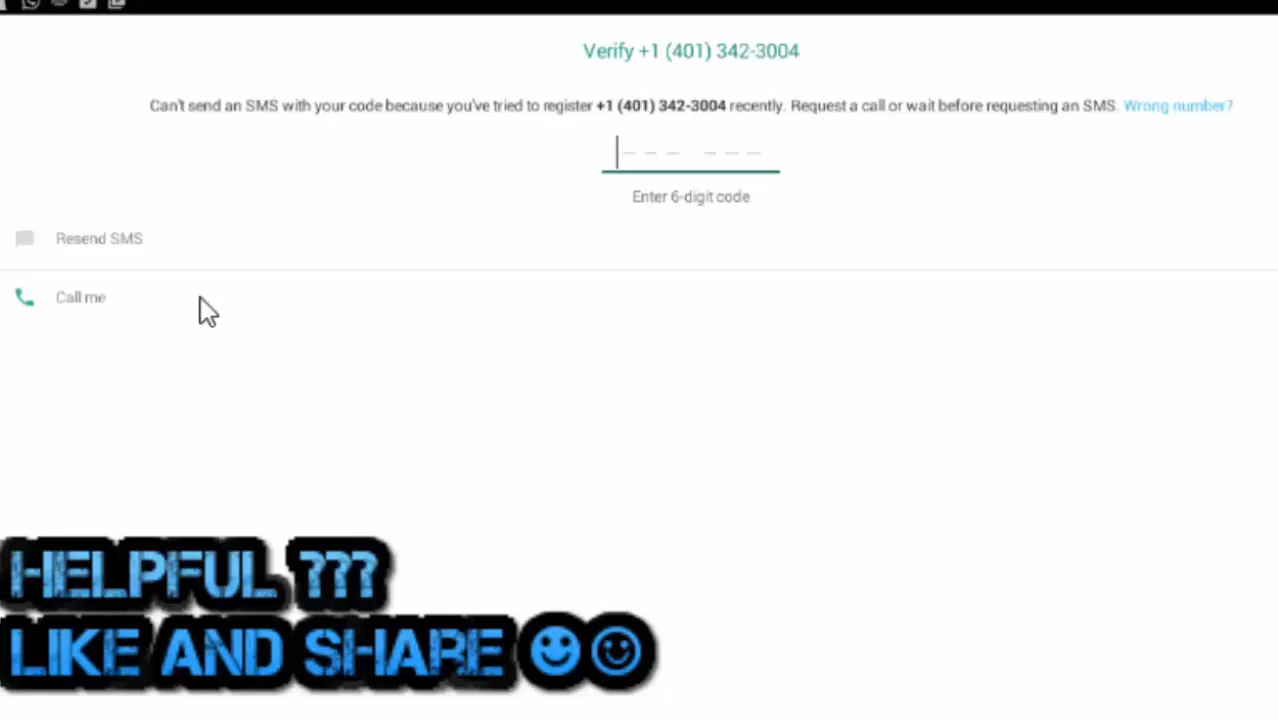 Verify +1 (401) 342-3004
Can't send an SMS with your code because you've tried to register +1 (401) 342-3004 recently. Request a call or wait before requesting an SMS. Wrong number?
Enter 6-digit code
Resend SMS
Call me
HELPFUL ???
LIKE AND SHARE ☻☺